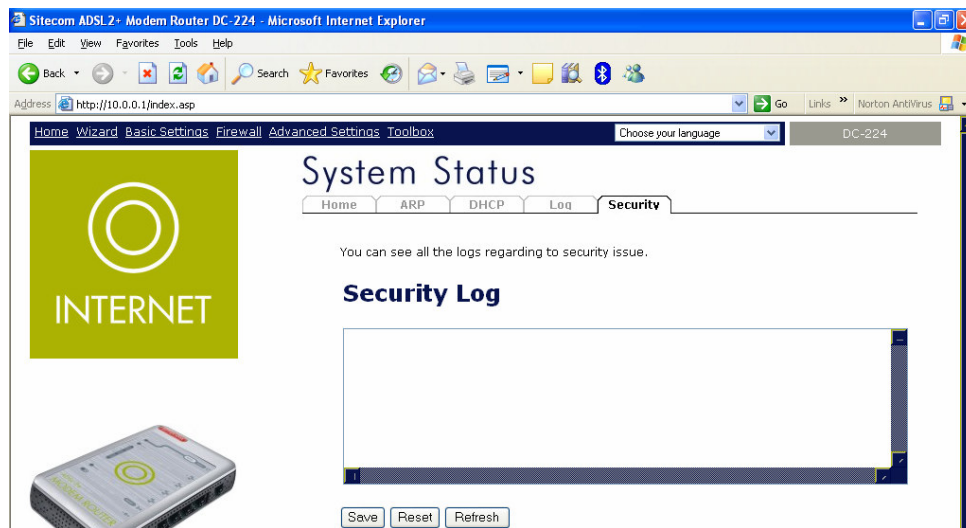 Sitecom ADSL2+ Modem Router DC-224 - Microsoft Internet Explorer
File Edit View Favorites Tools Help
Back Search Favorites
Address http://10.0.0.1/index.asp Go Links » Norton AntiVirus
Home Wizard Basic Settings Firewall Advanced Settings Toolbox Choose your language DC-224
System Status
Home ARP DHCP Log Security
You can see all the logs regarding to security issue.
INTERNET
Security Log
MODEM ROUTER
Save Reset Refresh